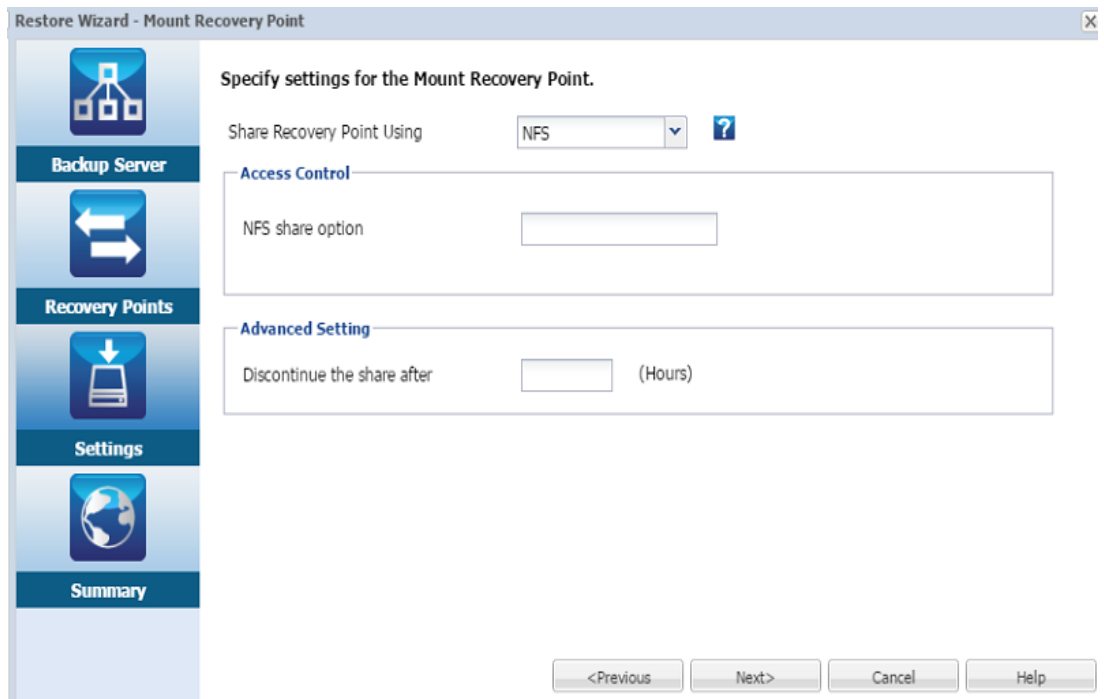 Restore Wizard - Mount Recovery Point
Backup Server
Recovery Points
Settings
Summary
Specify settings for the Mount Recovery Point.
Share Recovery Point Using NFS ?
Access Control
NFS share option
Advanced Setting
Discontinue the share after (Hours)
<Previous Next> Cancel Help